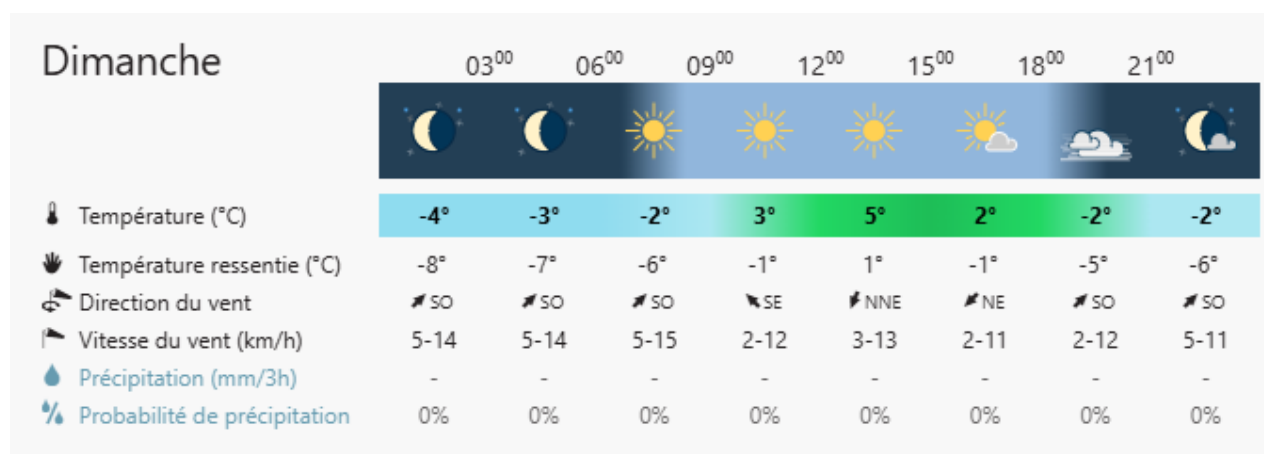 Dimanche 03⁰⁰ 06⁰⁰ 09⁰⁰ 12⁰⁰ 15⁰⁰ 18⁰⁰ 21⁰⁰
Température (°C) -4° -3° -2° 3° 5° 2° -2° -2°
Température ressentie (°C) -8° -7° -6° -1° 1° -1° -5° -6°
Direction du vent SO SO SO SE NNE NE SO SO
Vitesse du vent (km/h) 5-14 5-14 5-15 2-12 3-13 2-11 2-12 5-11
Précipitation (mm/3h) - - - - - - - -
Probabilité de précipitation 0% 0% 0% 0% 0% 0% 0% 0%